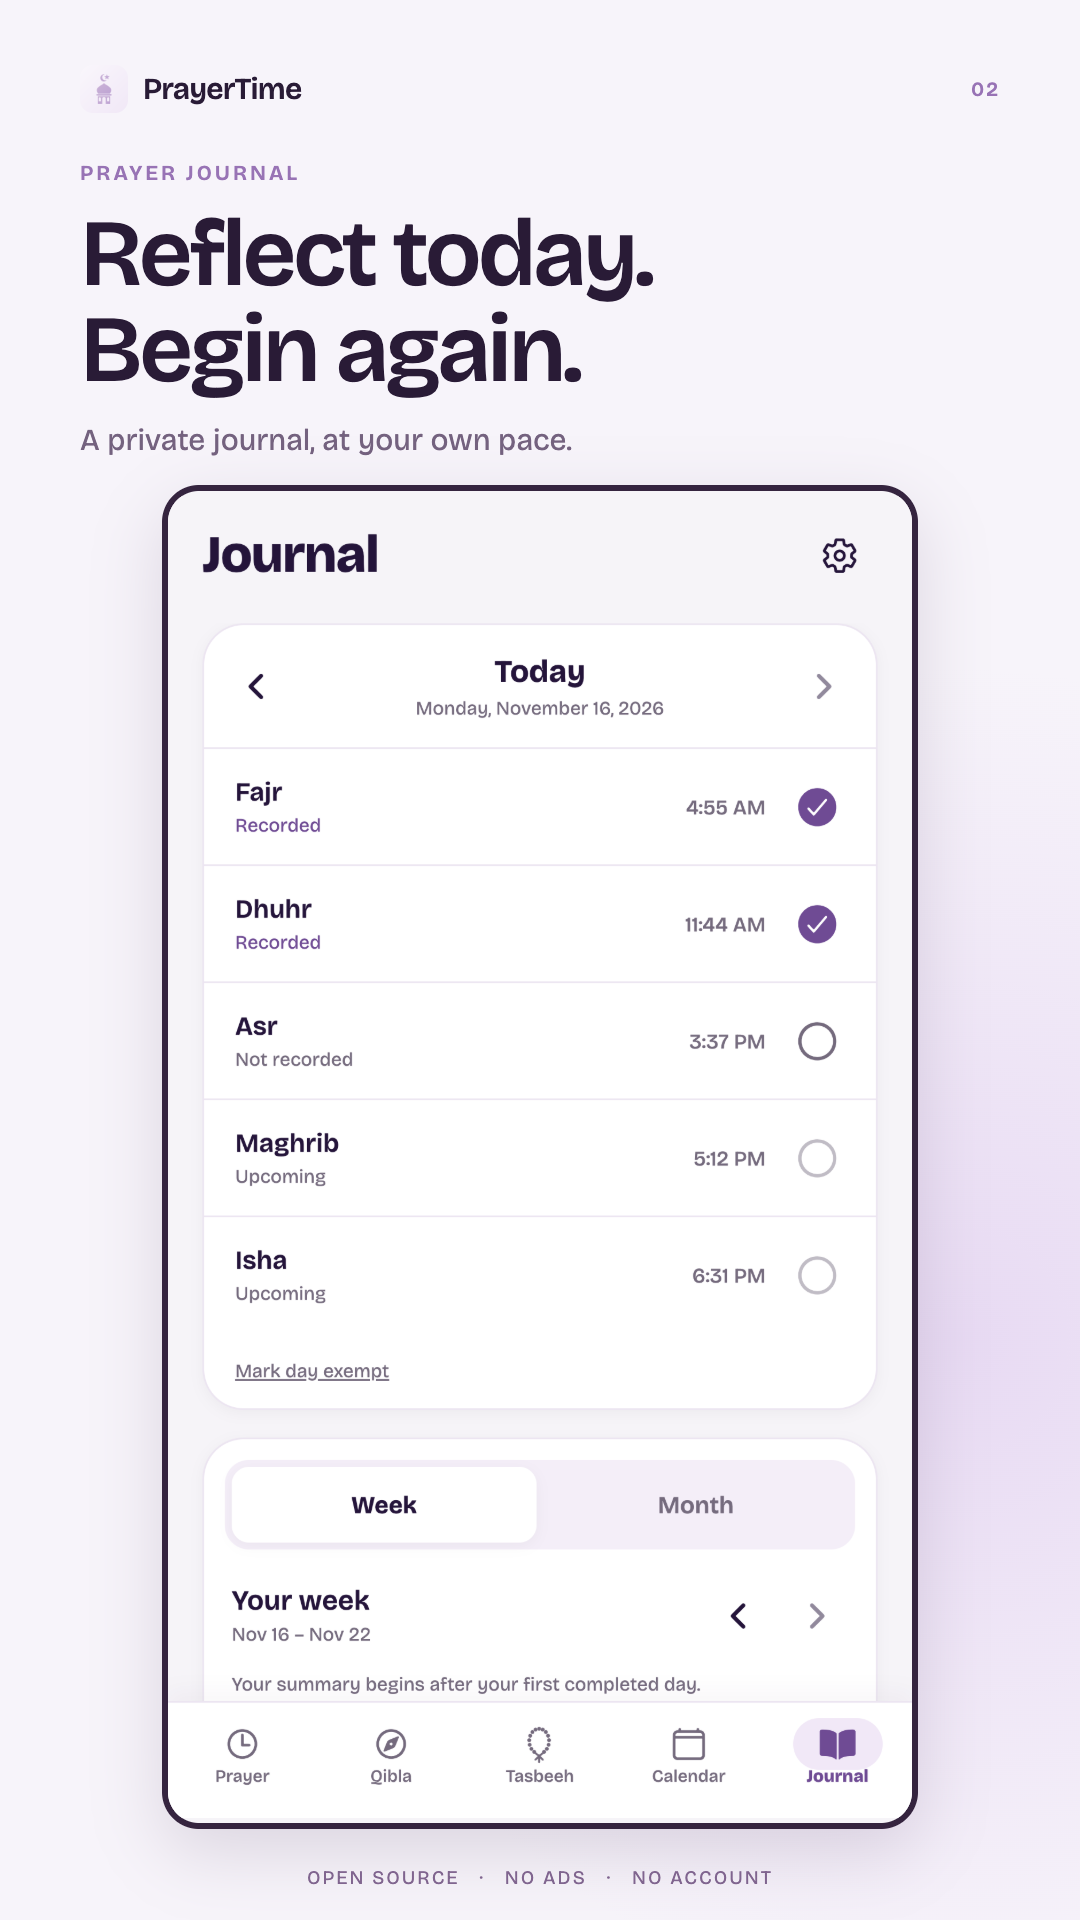 PrayerTime
02
PRAYER JOURNAL
Reflect today.
Begin again.
A private journal, at your own pace.
Journal
Today
Monday, November 16, 2026
Fajr
4:55 AM
Recorded
Dhuhr
11:44 AM
Recorded
Asr
3:37 PM
Not recorded
Maghrib
5:12 PM
Upcoming
Isha
6:31 PM
Upcoming
Mark day exempt
Week Month
Your week
Nov 16 – Nov 22
Your summary begins after your first completed day.
Prayer Qibla Tasbeeh Calendar Journal
OPEN SOURCE · NO ADS · NO ACCOUNT